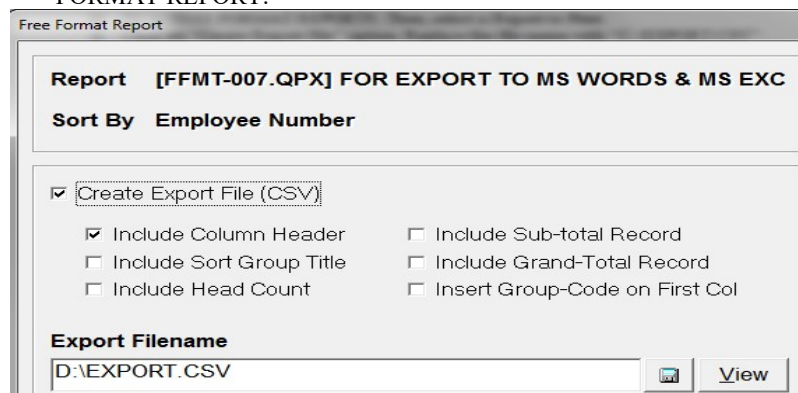 FORMAT REPORT.
Free Format Report
Report [FFMT-007.QPX] FOR EXPORT TO MS WORDS & MS EXC
Sort By Employee Number
Create Export File (CSV)
Include Column Header
Include Sub-total Record
Include Sort Group Title
Include Grand-Total Record
Include Head Count
Insert Group-Code on First Col
Export Filename
D:\EXPORT.CSV
View